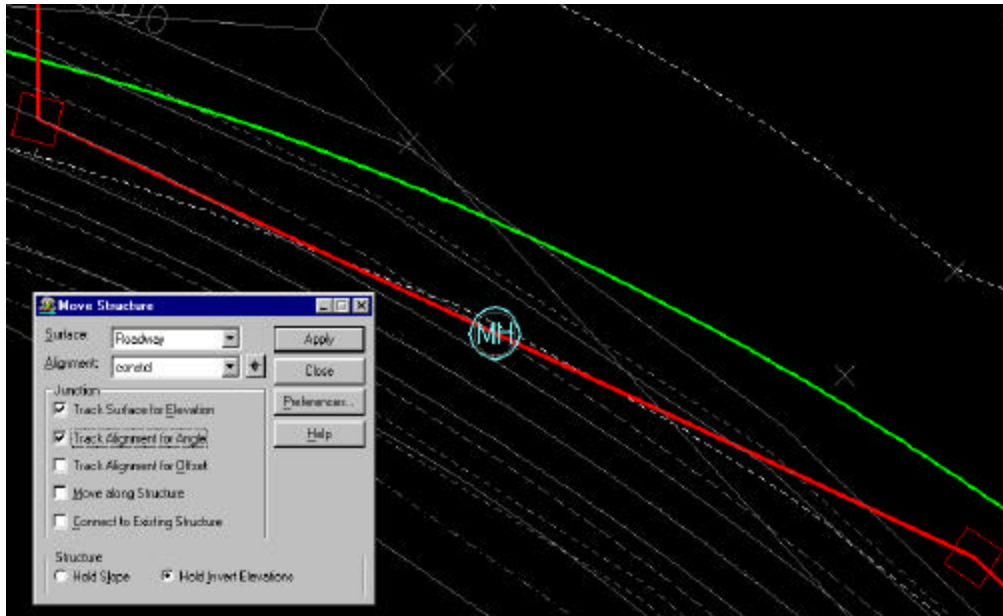 Move Structure
Surface: Roadway
Apply
Alignment: constcl
Close
Junction
Preferences...
Track Surface for Elevation
Track Alignment for Angle
Help
Track Alignment for Offset
Move along Structure
Connect to Existing Structure
Structure
Hold Slope
Hold Invert Elevations
MH